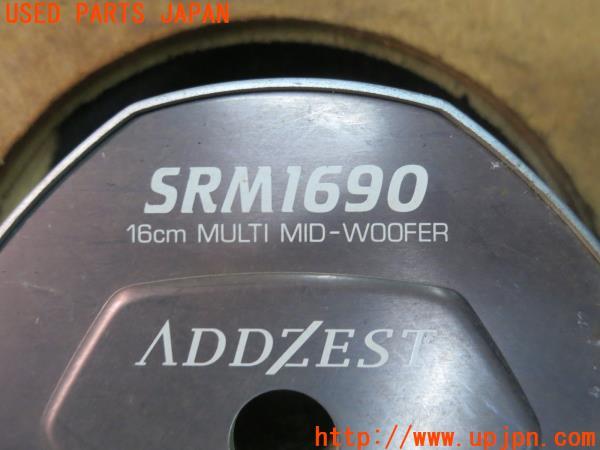 USED PARTS JAPAN
SRM1690
16cm MULTI MID-WOOFER
ADDZEST
http://www.upjpn.com